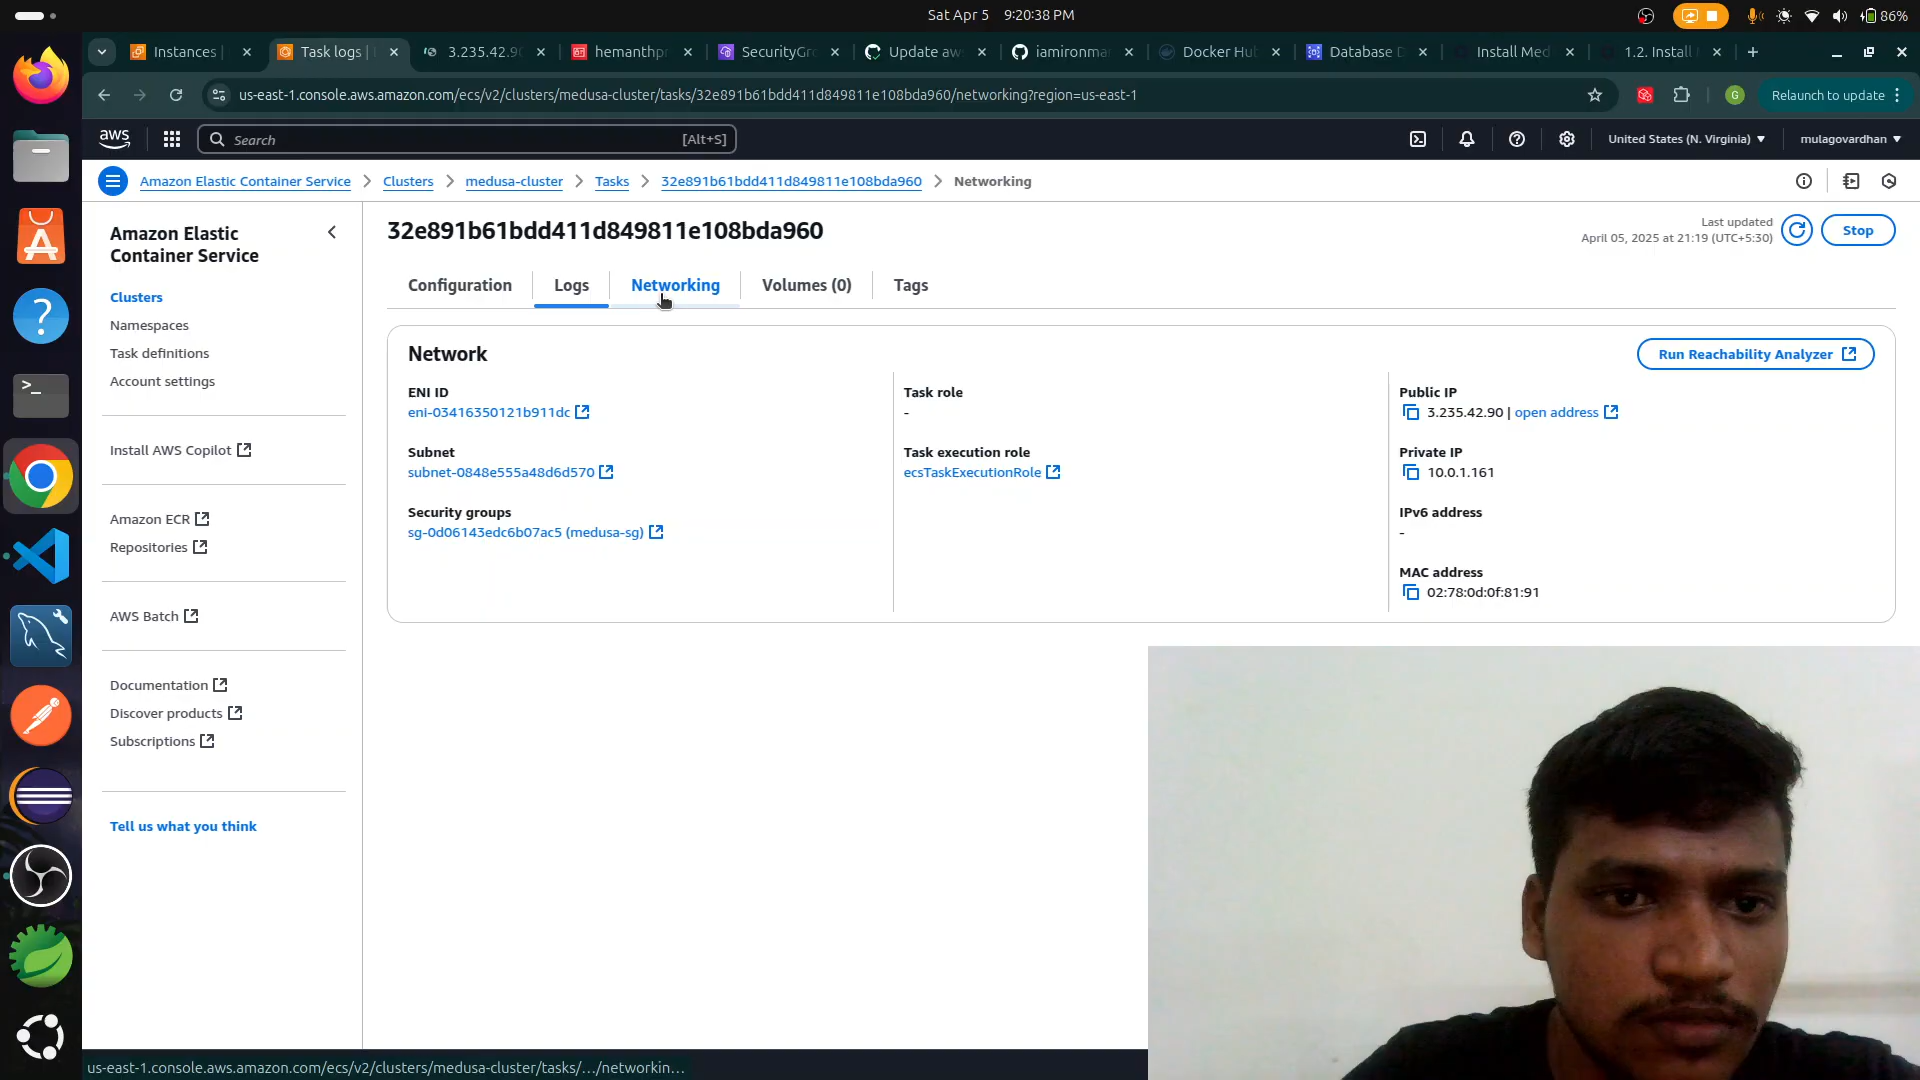 Sat Apr 5 9:20:38 PM
86%
Instances |
Task logs |
3.235.42.90
hemanthp
SecurityGr
Update aw
iamironma
Docker Hu
Database
Install Med
1.2. Install
us-east-1.console.aws.amazon.com/ecs/v2/clusters/medusa-cluster/tasks/32e891b61bdd411d849811e108bda960/networking?region=us-east-1
G
Relaunch to update
aws
Search
[Alt+S]
United States (N. Virginia)
mulagovardhan
Amazon Elastic Container Service
Clusters
medusa-cluster
Tasks
32e891b61bdd411d849811e108bda960
Networking
Amazon Elastic
Container Service
Clusters
Namespaces
Task definitions
Account settings
Install AWS Copilot
Amazon ECR
Repositories
AWS Batch
Documentation
Discover products
Subscriptions
Tell us what you think
32e891b61bdd411d849811e108bda960
Last updated
April 05, 2025 at 21:19 (UTC+5:30)
Stop
Configuration
Logs
Networking
Volumes (0)
Tags
Network
Run Reachability Analyzer
ENI ID
eni-03416350121b911dc
Subnet
subnet-0848e555a48d6d570
Security groups
sg-0d06143edc6b07ac5 (medusa-sg)
Task role
-
Task execution role
ecsTaskExecutionRole
Public IP
3.235.42.90 | open address
Private IP
10.0.1.161
IPv6 address
-
MAC address
02:78:0d:0f:81:91
us-east-1.console.aws.amazon.com/ecs/v2/clusters/medusa-cluster/tasks/.../networkin...